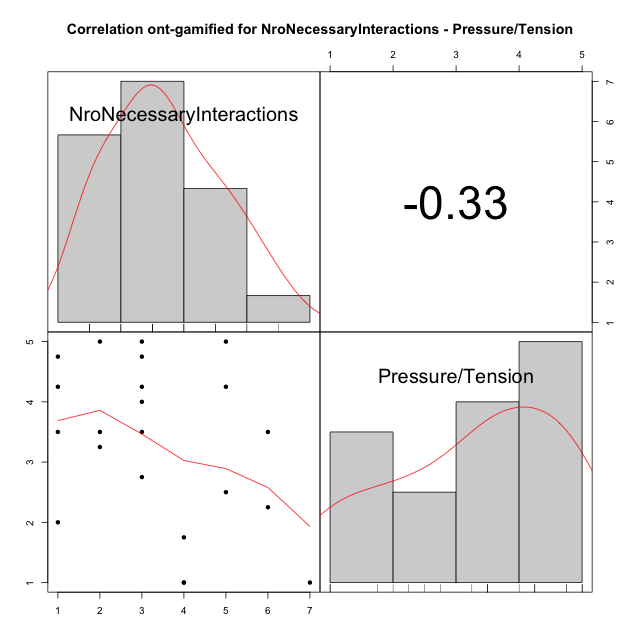 Correlation ont-gamified for NroNecessaryInteractions - Pressure/Tension
1 2 3 4 5
NroNecessaryInteractions
-0.33
7
6
5
4
3
2
1
5
4
3
2
1
Pressure/Tension
1 2 3 4 5 6 7